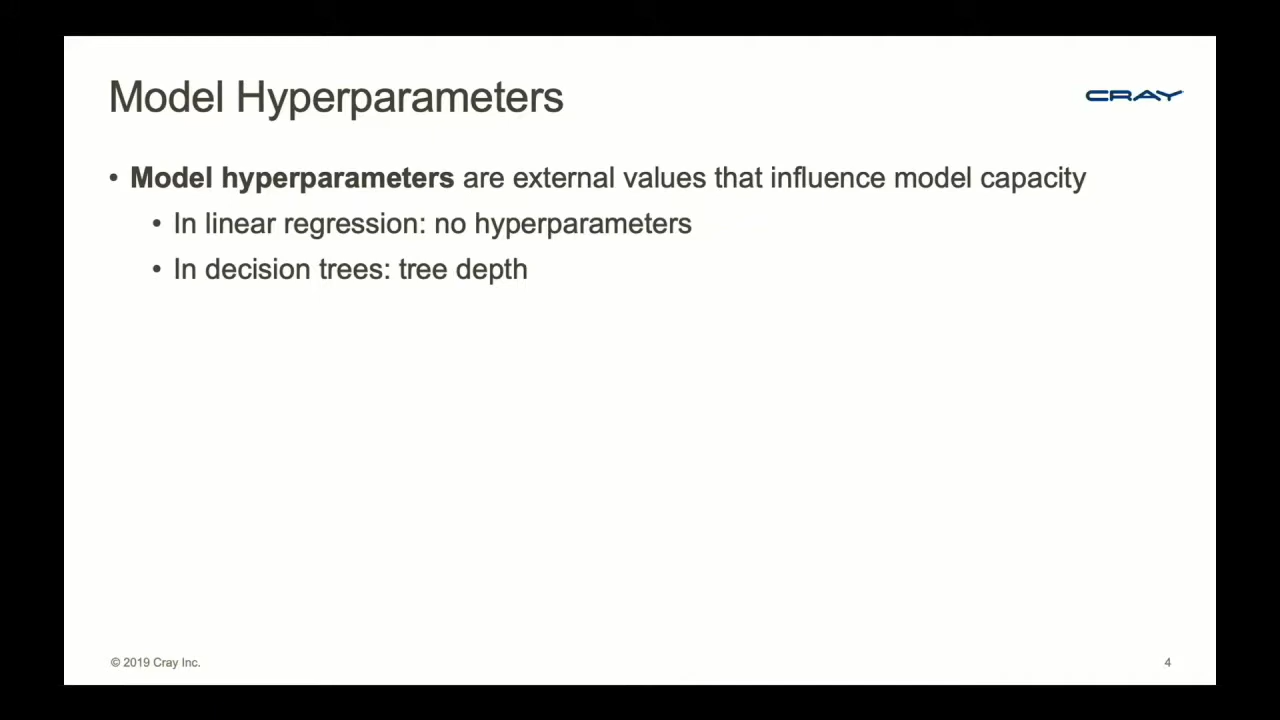 Model Hyperparameters
CRAY
• Model hyperparameters are external values that influence model capacity
• In linear regression: no hyperparameters
• In decision trees: tree depth
© 2019 Cray Inc.
4